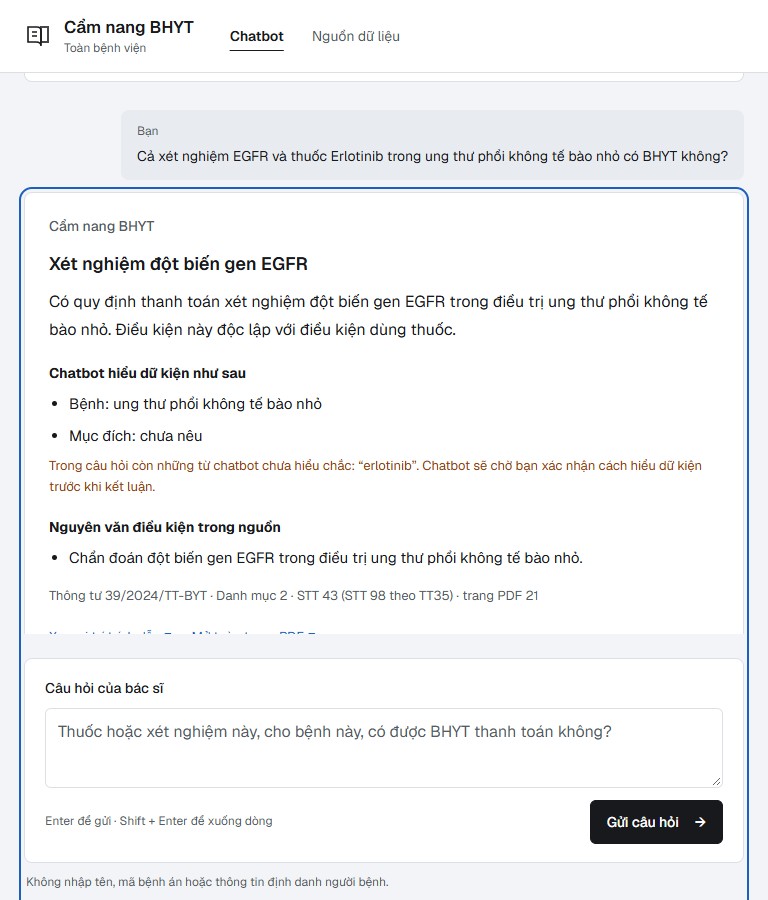 Cẩm nang BHYT
Toàn bệnh viện
Chatbot
Nguồn dữ liệu
Bạn
Cả xét nghiệm EGFR và thuốc Erlotinib trong ung thư phổi không tế bào nhỏ có BHYT không?
Cẩm nang BHYT
Xét nghiệm đột biến gen EGFR
Có quy định thanh toán xét nghiệm đột biến gen EGFR trong điều trị ung thư phổi không tế
bào nhỏ. Điều kiện này độc lập với điều kiện dùng thuốc.
Chatbot hiểu dữ kiện như sau
• Bệnh: ung thư phổi không tế bào nhỏ
• Mục đích: chưa nêu
Trong câu hỏi còn những từ chatbot chưa hiểu chắc: “erlotinib”. Chatbot sẽ chờ bạn xác nhận cách hiểu dữ kiện
trước khi kết luận.
Nguyên văn điều kiện trong nguồn
• Chẩn đoán đột biến gen EGFR trong điều trị ung thư phổi không tế bào nhỏ.
Thông tư 39/2024/TT-BYT · Danh mục 2 · STT 43 (STT 98 theo TT35) · trang PDF 21
Câu hỏi của bác sĩ
Thuốc hoặc xét nghiệm này, cho bệnh này, có được BHYT thanh toán không?
Enter để gửi · Shift + Enter để xuống dòng
Gửi câu hỏi →
Không nhập tên, mã bệnh án hoặc thông tin định danh người bệnh.